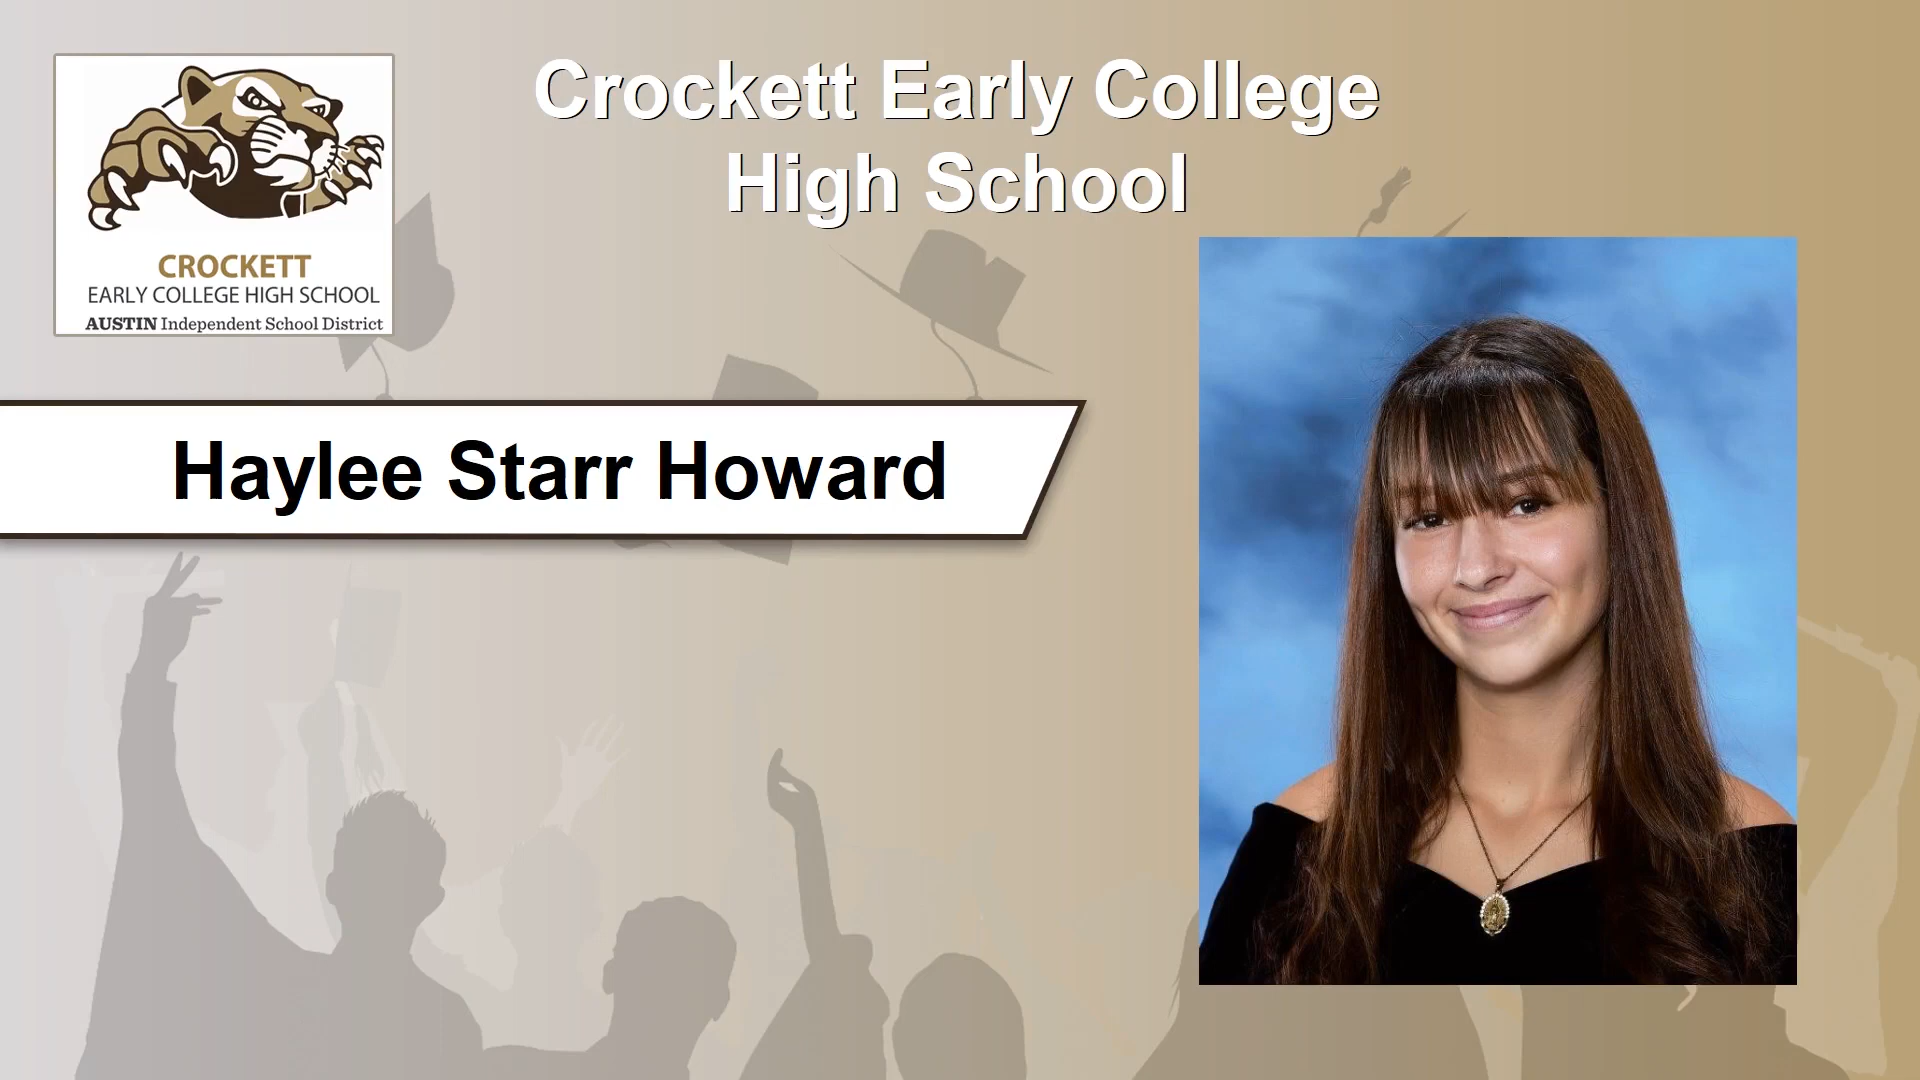 Crockett Early College
High School
CROCKETT
EARLY COLLEGE HIGH SCHOOL
AUSTIN Independent School District
Haylee Starr Howard